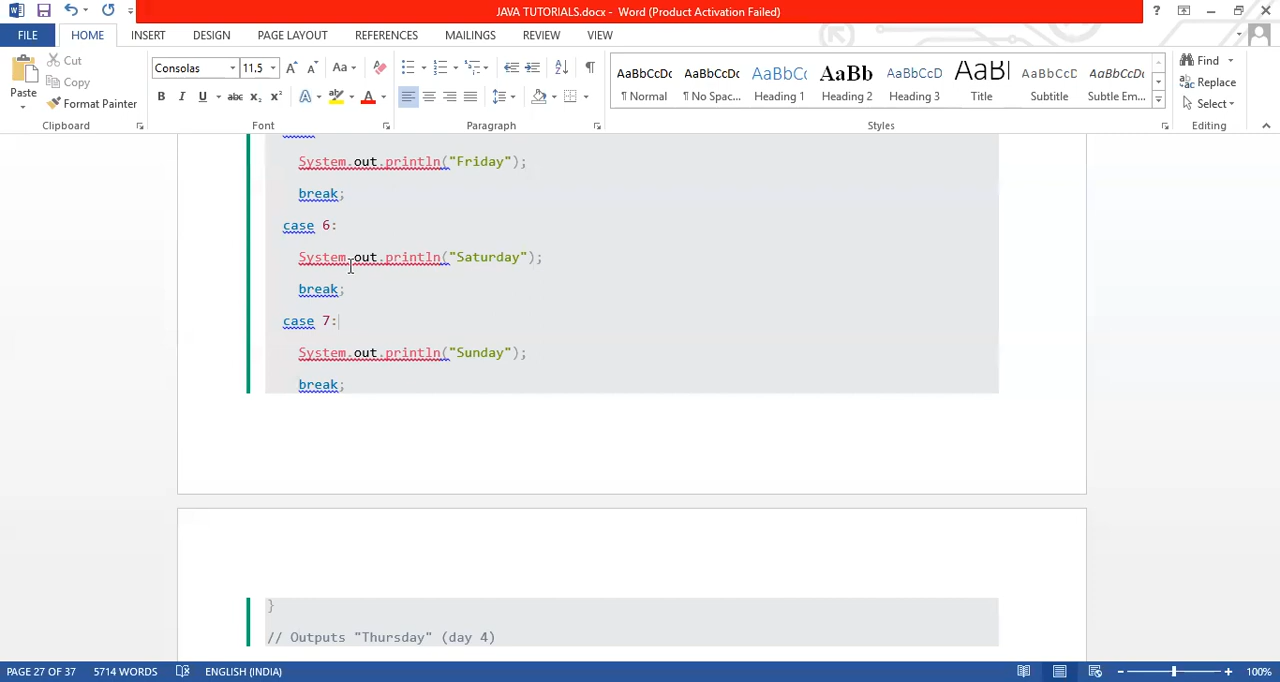 JAVA TUTORIALS.docx - Word (Product Activation Failed)
FILE HOME INSERT DESIGN PAGE LAYOUT REFERENCES MAILINGS REVIEW VIEW
Paste
Cut
Copy
Format Painter
Clipboard
Consolas 11.5
Font
Paragraph
AaBbCcDc AaBbCcDc AaBbCc AaBb AaBbCcD AaB AaBbCcD AaBbCcDc
¶ Normal ¶ No Spac... Heading 1 Heading 2 Heading 3 Title Subtitle Subtle Em...
Styles
Find
Replace
Select
Editing
System.out.println("Friday");
break;
case 6:
System.out.println("Saturday");
break;
case 7:
System.out.println("Sunday");
break;
}
// Outputs "Thursday" (day 4)
PAGE 27 OF 37 5714 WORDS ENGLISH (INDIA) 100%